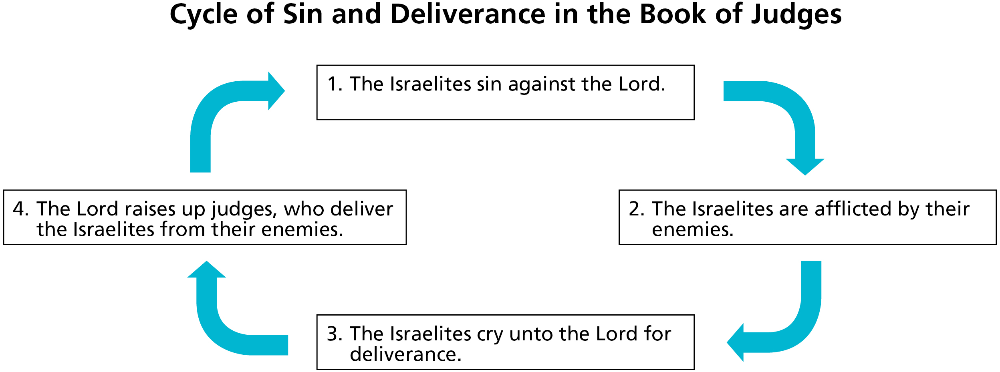 Cycle of Sin and Deliverance in the Book of Judges
1. The Israelites sin against the Lord.
2. The Israelites are afflicted by their
enemies.
3. The Israelites cry unto the Lord for
deliverance.
4. The Lord raises up judges, who deliver
the Israelites from their enemies.